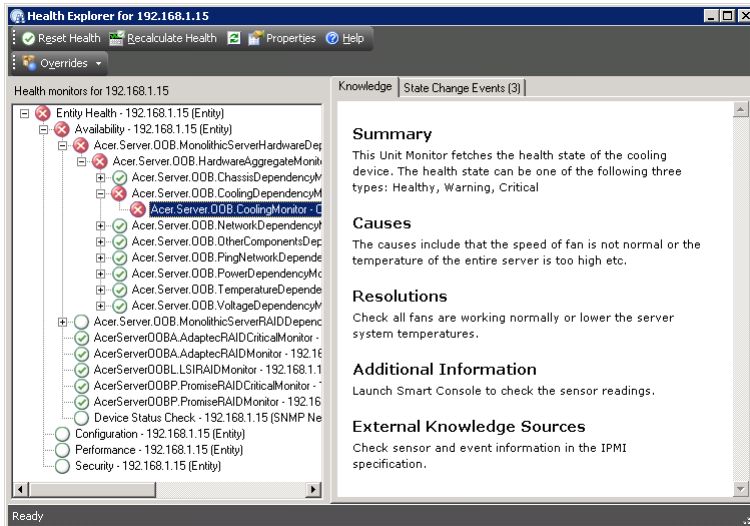 Health Explorer for 192.168.1.15
Reset Health Recalculate Health Properties Help
Overrides
Health monitors for 192.168.1.15
Entity Health - 192.168.1.15 (Entity)
Availability - 192.168.1.15 (Entity)
Acer.Server.OOB.MonolithicServerHardwareDep
Acer.Server.OOB.HardwareAggregateMonito
Acer.Server.OOB.ChassisDependencyM
Acer.Server.OOB.CoolingDependencyM
Acer.Server.OOB.CoolingMonitor - C
Acer.Server.OOB.NetworkDependencyM
Acer.Server.OOB.OtherComponentsDep
Acer.Server.OOB.PingNetworkDepende
Acer.Server.OOB.PowerDependencyMo
Acer.Server.OOB.TemperatureDepende
Acer.Server.OOB.VoltageDependencyM
Acer.Server.OOB.MonolithicServerRAIDDepend
AcerServerOOBA.AdaptecRAIDCriticalMonitor -
AcerServerOOBA.AdaptecRAIDMonitor - 192.16
AcerServerOOBL.LSIRAIDMonitor - 192.168.1.1
AcerServerOOBP.PromiseRAIDCriticalMonitor - 1
AcerServerOOBP.PromiseRAIDMonitor - 192.16
Device Status Check - 192.168.1.15 (SNMP Ne
Configuration - 192.168.1.15 (Entity)
Performance - 192.168.1.15 (Entity)
Security - 192.168.1.15 (Entity)
Knowledge State Change Events (3)
Summary
This Unit Monitor fetches the health state of the cooling
device. The health state can be one of the following three
types: Healthy, Warning, Critical
Causes
The causes include that the speed of fan is not normal or the
temperature of the entire server is too high etc.
Resolutions
Check all fans are working normally or lower the server
system temperatures.
Additional Information
Launch Smart Console to check the sensor readings.
External Knowledge Sources
Check sensor and event information in the IPMI
specification.
Ready